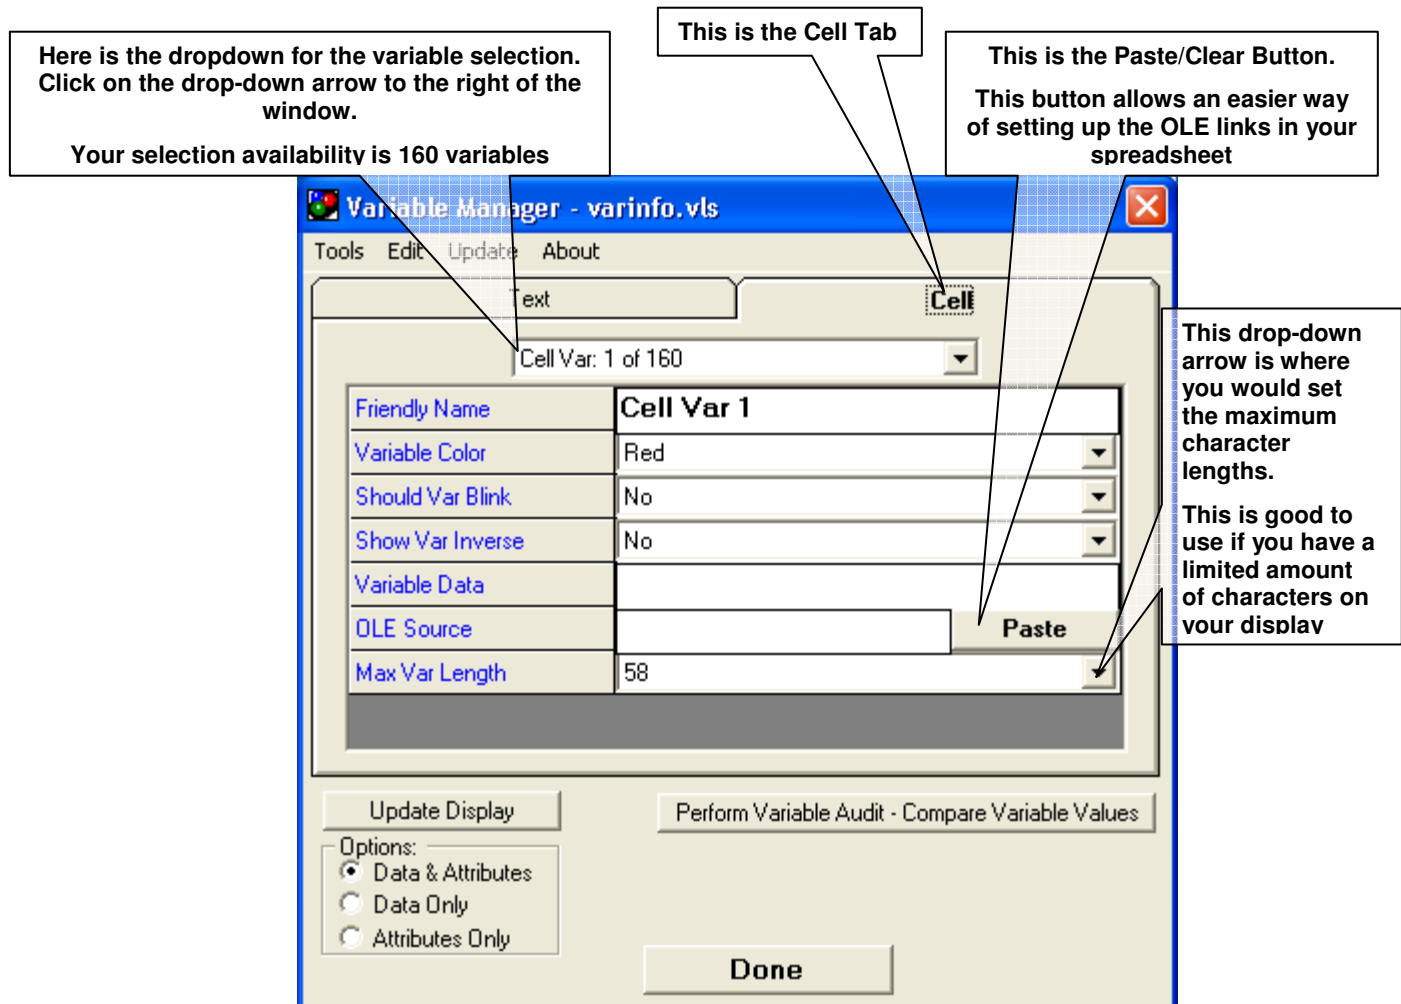 This is the Cell Tab
Here is the dropdown for the variable selection.
Click on the drop-down arrow to the right of the
window.
Your selection availability is 160 variables
This is the Paste/Clear Button.
This button allows an easier way
of setting up the OLE links in your
spreadsheet
Variable Manager - varinfo.vls
Tools Edit Update About
Text Cell
Cell Var: 1 of 160
Friendly Name Cell Var 1
Variable Color Red
Should Var Blink No
Show Var Inverse No
Variable Data
OLE Source Paste
Max Var Length 58
This drop-down
arrow is where
you would set
the maximum
character
lengths.
This is good to
use if you have a
limited amount
of characters on
your display
Update Display Perform Variable Audit - Compare Variable Values
Options:
Data & Attributes
Data Only
Attributes Only
Done